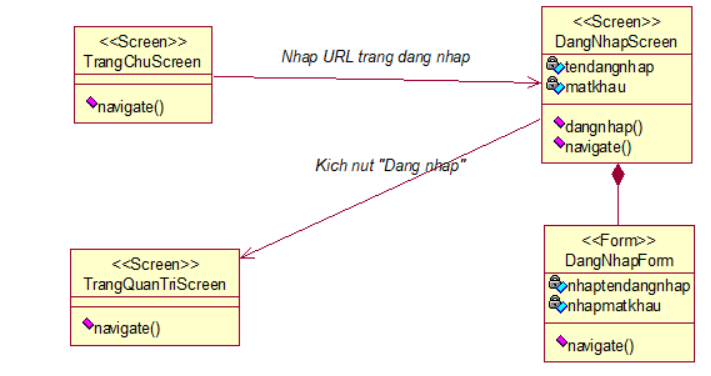 <<Screen>>
TrangChuScreen
navigate()
Nhap URL trang dang nhap
<<Screen>>
DangNhapScreen
tendangnhap
matkhau
dangnhap()
navigate()
Kich nut "Dang nhap"
<<Screen>>
TrangQuanTriScreen
navigate()
<<Form>>
DangNhapForm
nhaptendangnhap
nhapmatkhau
navigate()